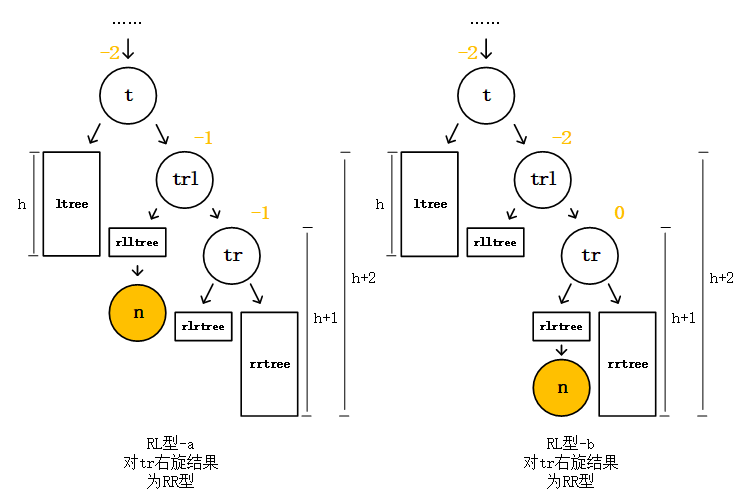 ……
-2
t
ltree
h
-1
trl
rlltree
-1
tr
n
rlrtree
rrtree
h+1
h+2
RL型-a
对tr右旋结果
为RR型
……
-2
t
ltree
h
-2
trl
rlltree
0
tr
rlrtree
n
rrtree
h+1
h+2
RL型-b
对tr右旋结果
为RR型